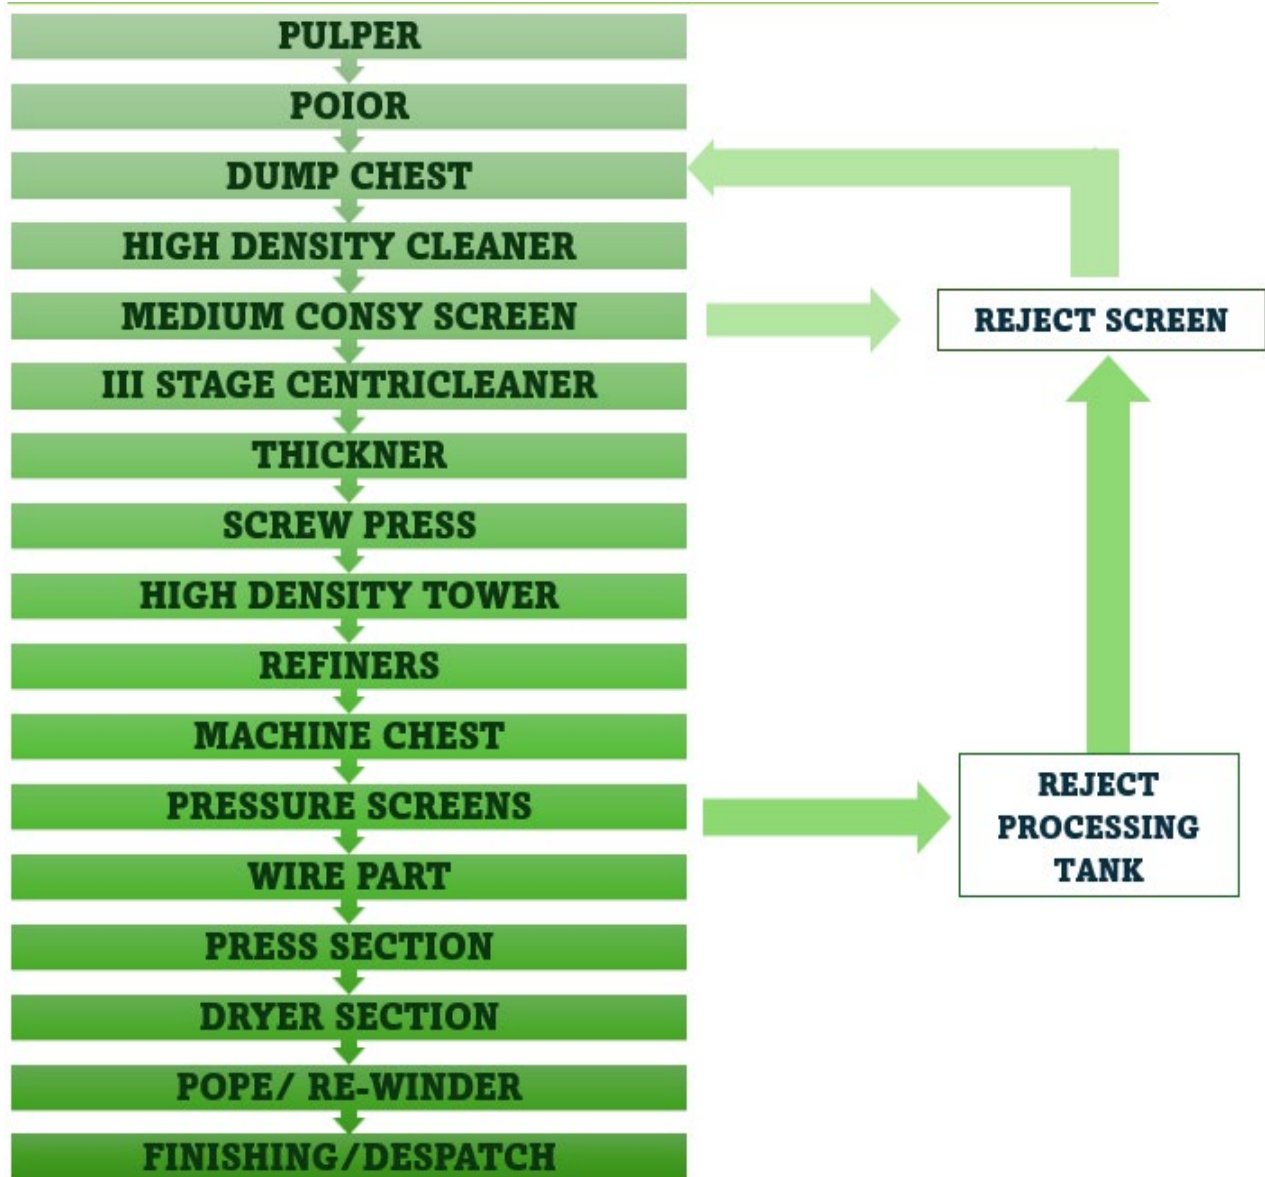 PULPER
POIOR
DUMP CHEST
HIGH DENSITY CLEANER
MEDIUM CONSY SCREEN
III STAGE CENTRICLEANER
THICKNER
SCREW PRESS
HIGH DENSITY TOWER
REFINERS
MACHINE CHEST
PRESSURE SCREENS
WIRE PART
PRESS SECTION
DRYER SECTION
POPE/ RE-WINDER
FINISHING/DESPATCH
REJECT SCREEN
REJECT
PROCESSING
TANK